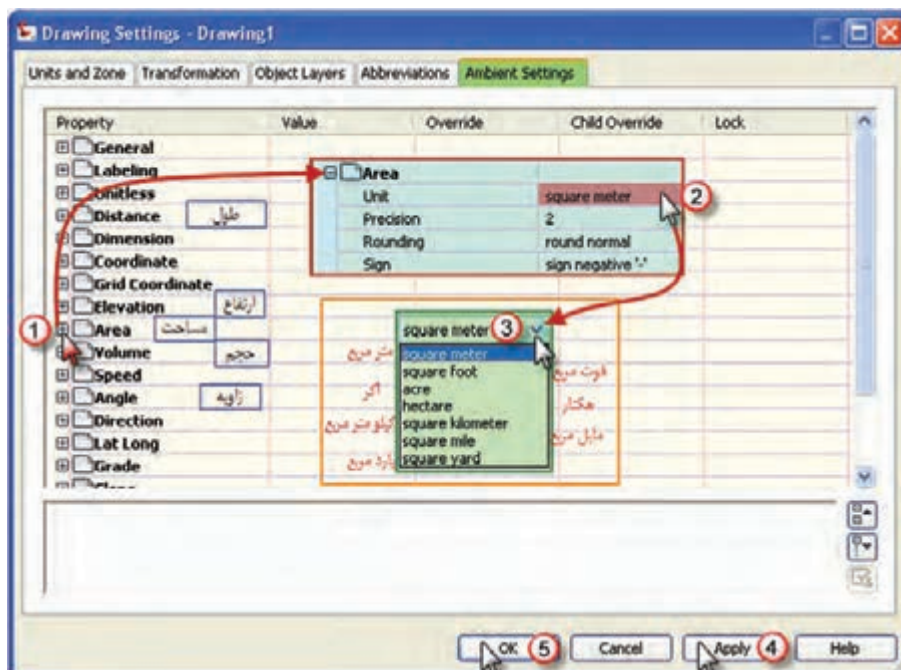 Drawing Settings - Drawing1
Units and Zone Transformation Object Layers Abbreviations Ambient Settings
Property Value Override Child Override Lock
General
Labeling
Unitless
Distance طول
Dimension
Coordinate
Grid Coordinate
Elevation ارتفاع
1 Area مساحت
Volume حجم
Speed
Angle زاویه
Direction
Lat Long
Grade
Area
Unit square meter 2
Precision 2
Rounding round normal
Sign sign negative '-'
square meter 3
square meter متر مربع
square foot فوت مربع
acre اکر
hectare هکتار
square kilometer کیلومتر مربع
square mile مایل مربع
square yard یارد مربع
OK 5 Cancel Apply 4 Help